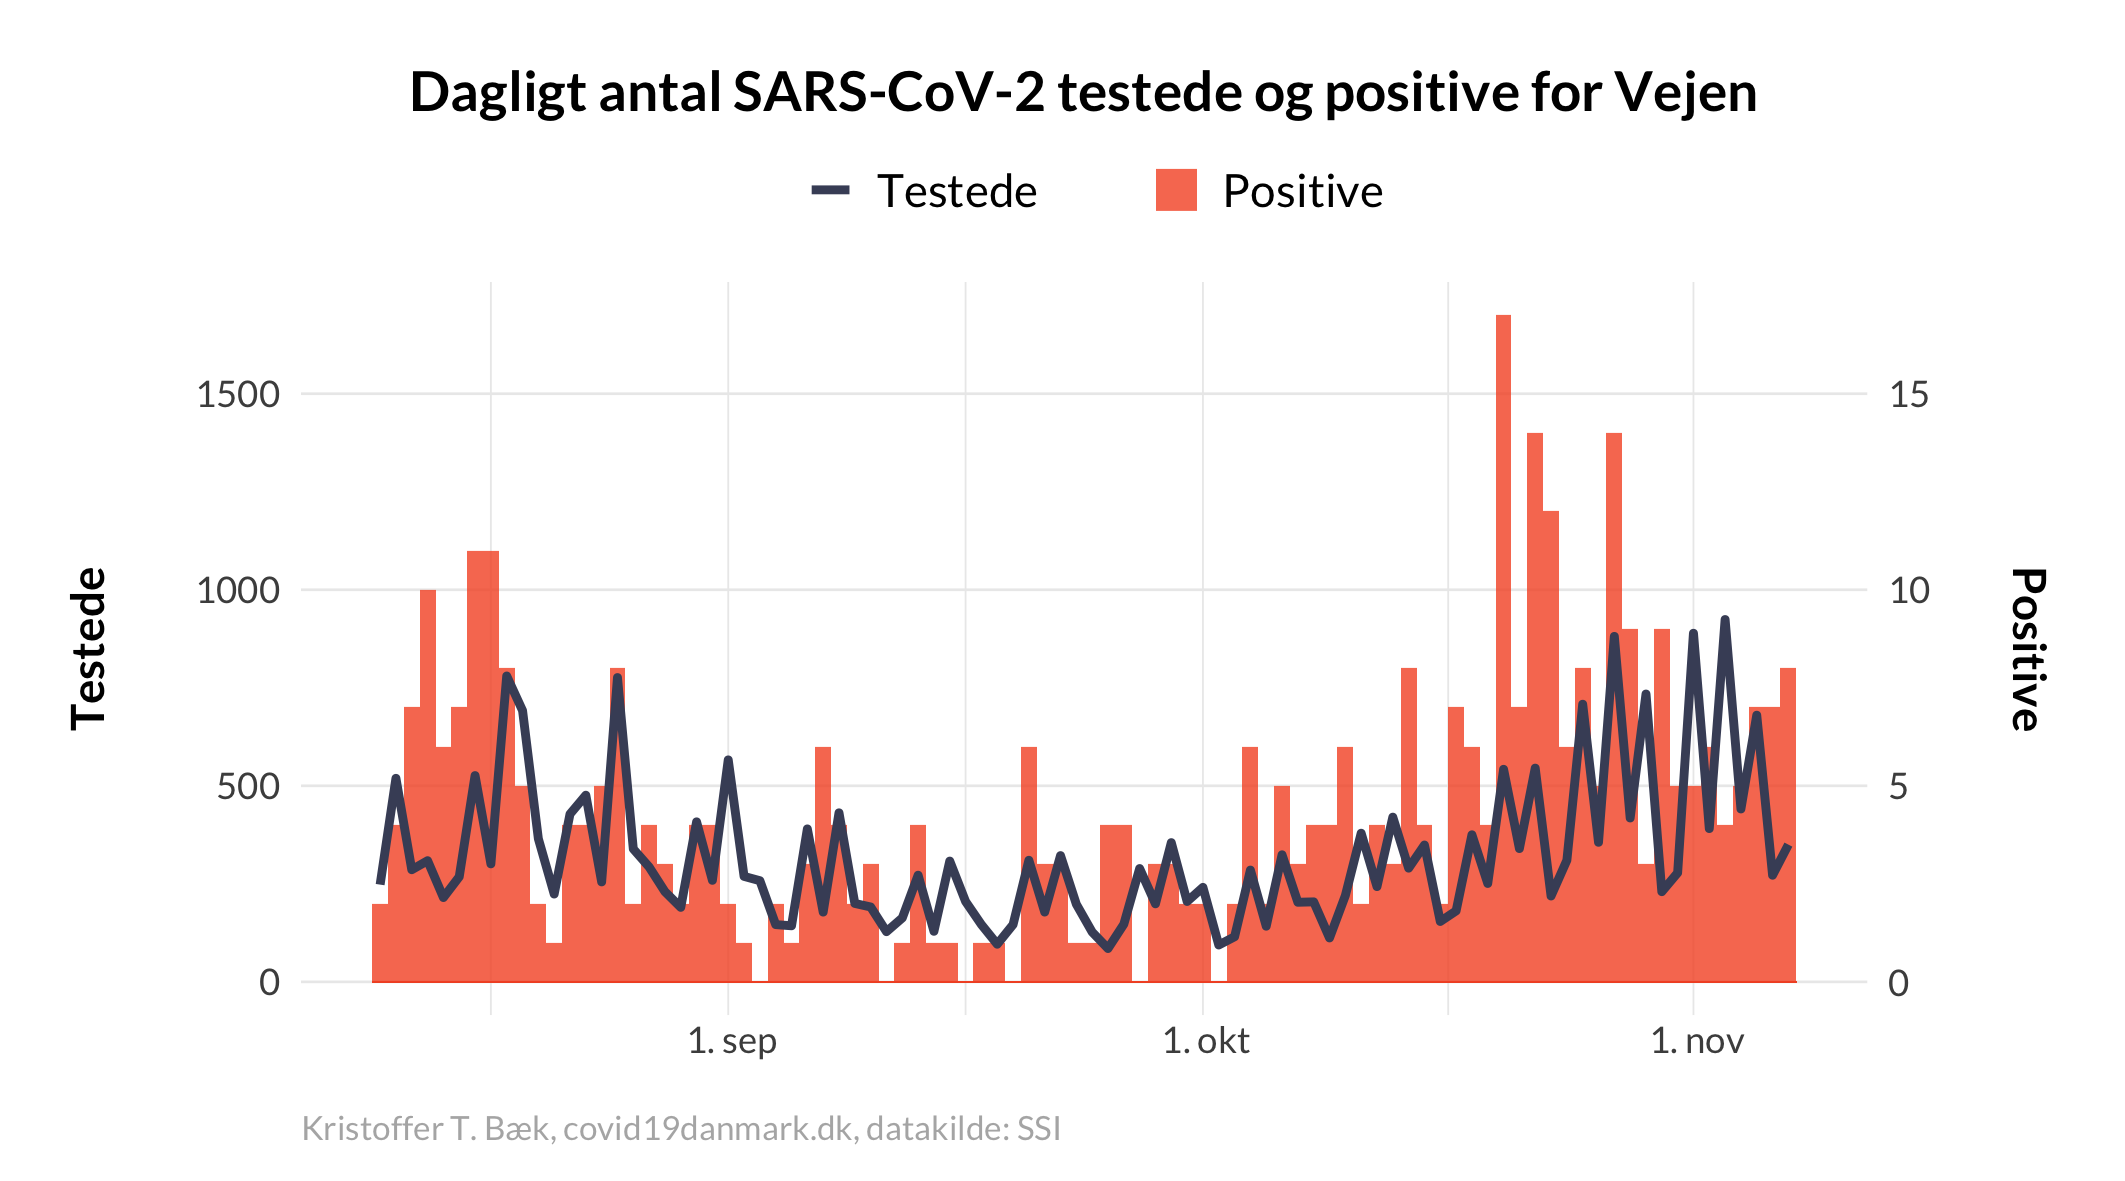 Dagligt antal SARS-CoV-2 testede og positive for Vejen
Testede
Positive
1500
1000
500
0
15
10
5
0
Testede
Positive
1. sep
1. okt
1. nov
Kristoffer T. Bæk, covid19danmark.dk, datakilde: SSI